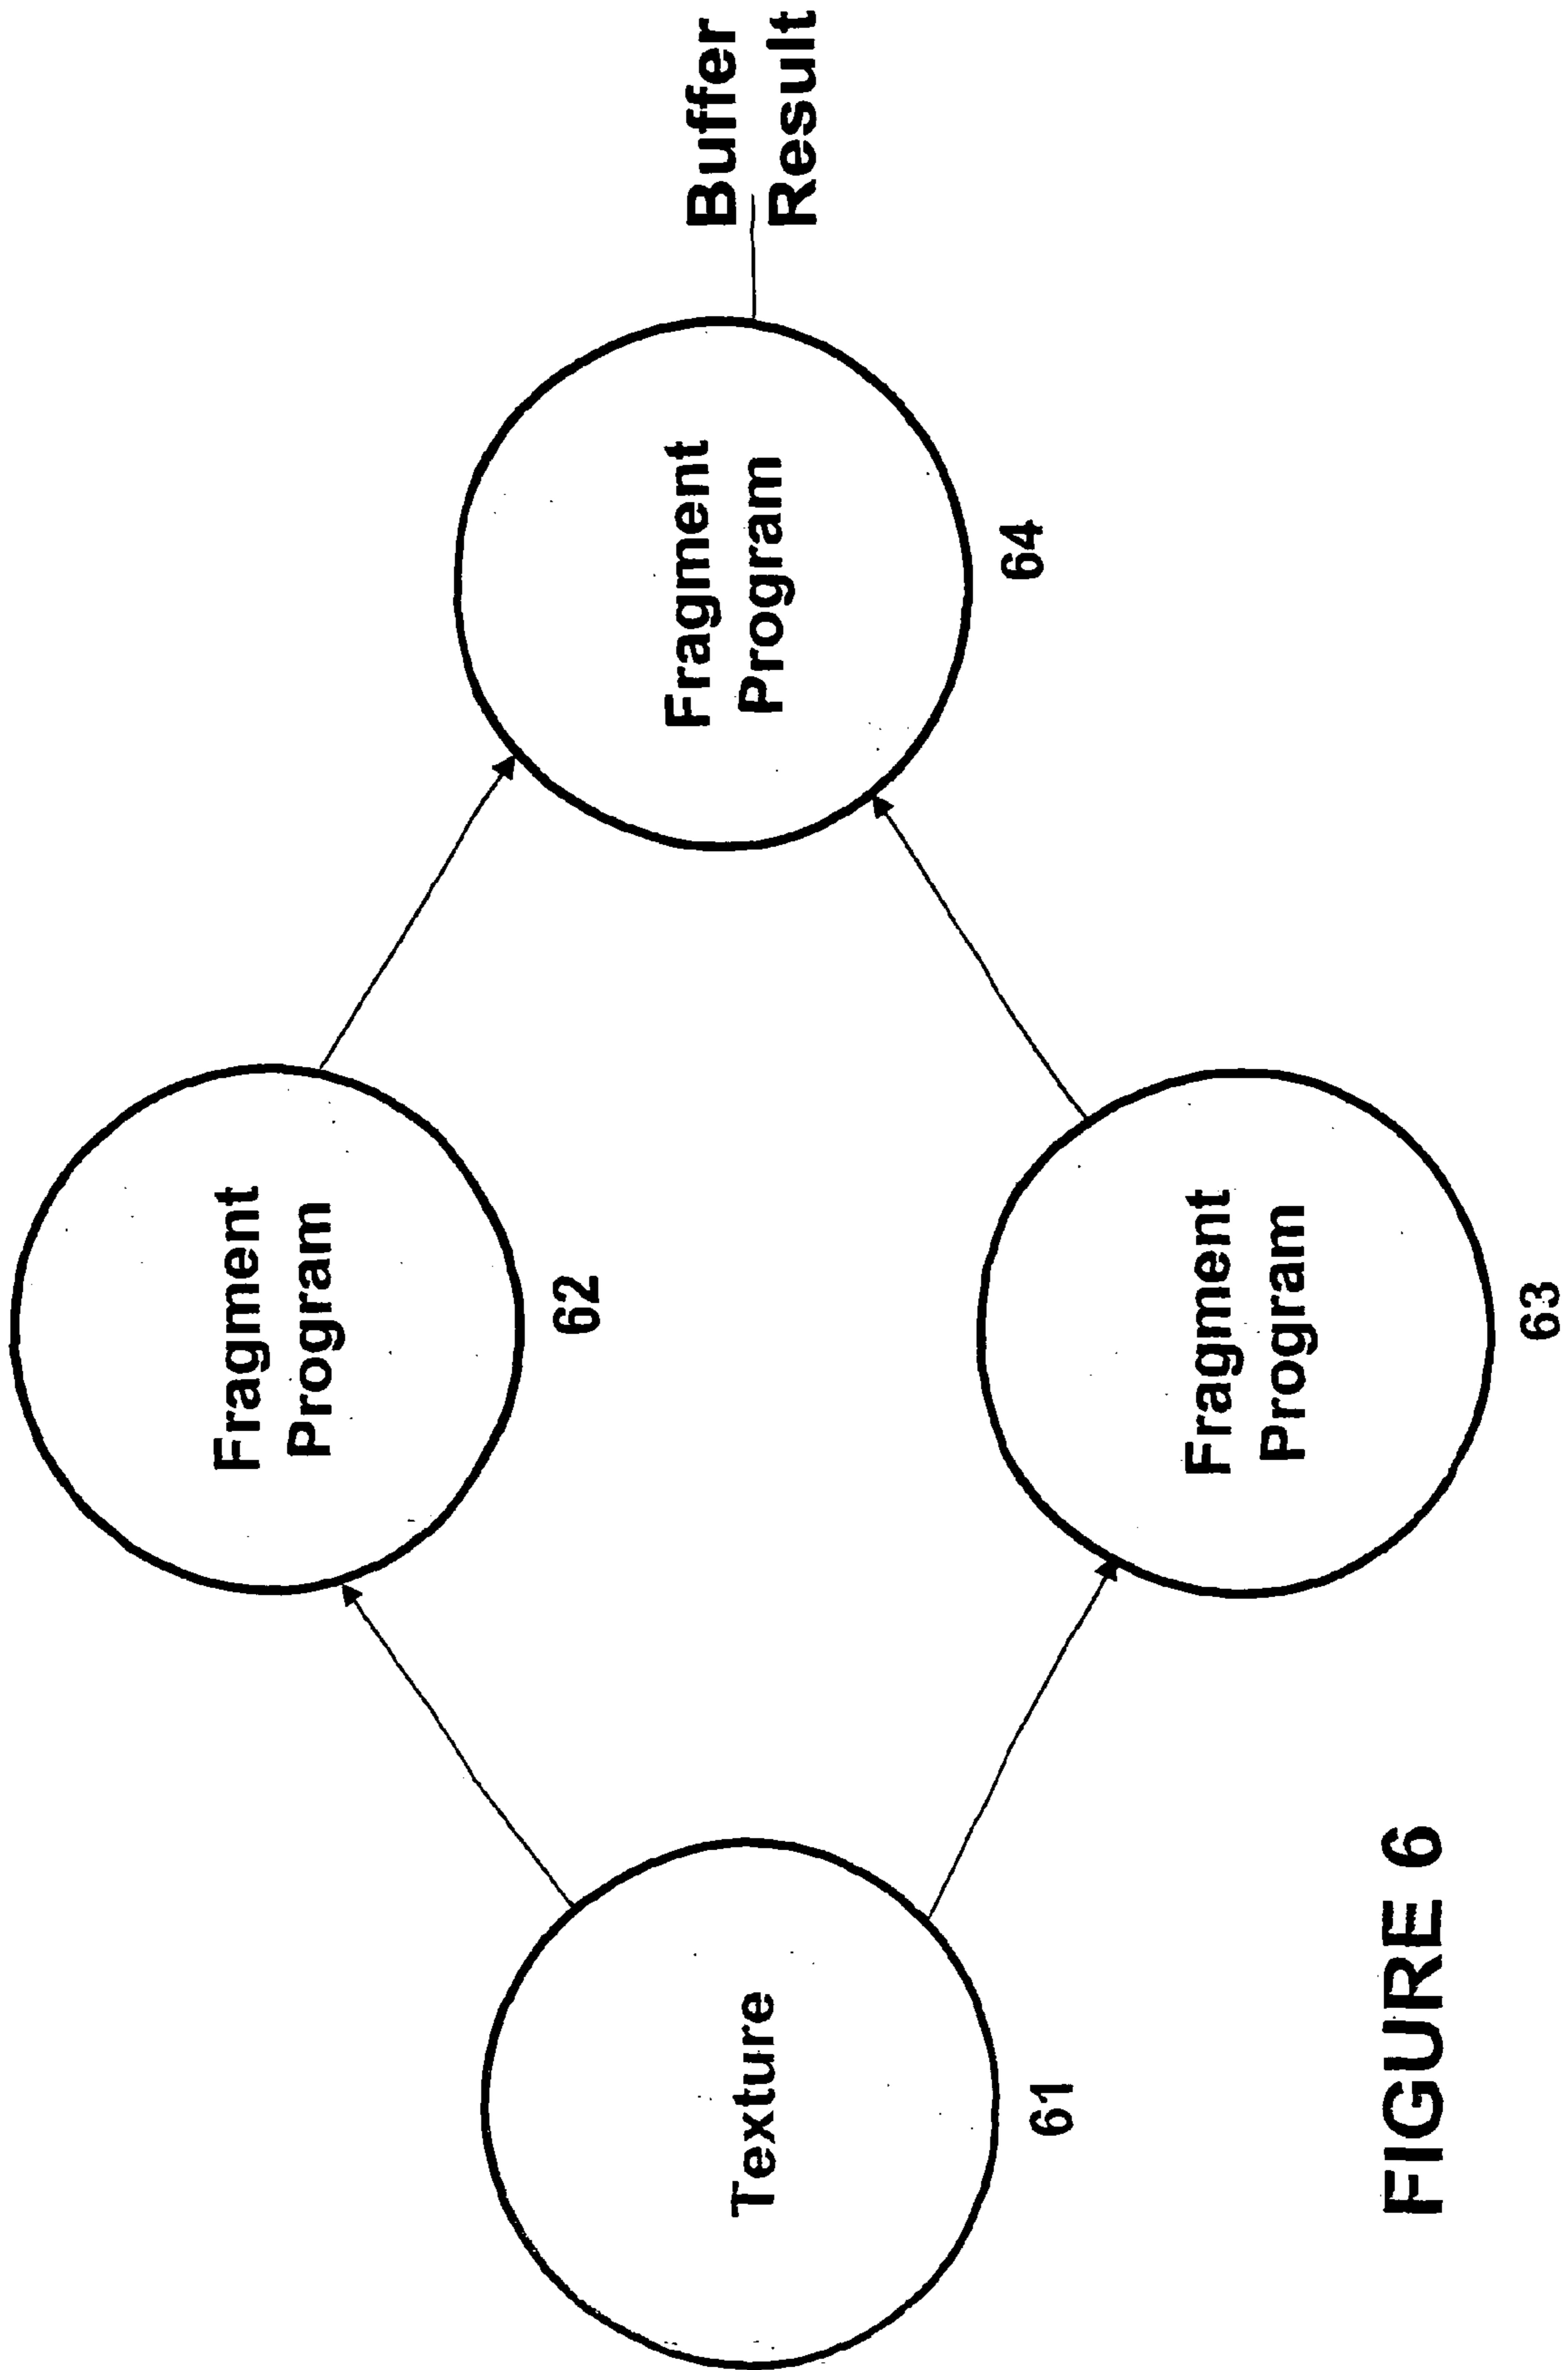 Texture
61
Fragment
Program
62
Fragment
Program
63
Fragment
Program
64
Buffer
Result
FIGURE 6